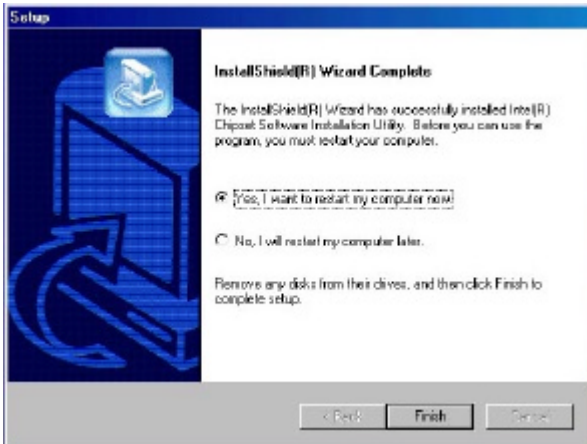 Setup
InstallShield(R) Wizard Complete
The InstallShield(R) Wizard has successfully installed Intel(R)
Chipset Software Installation Utility. Before you can use the
program, you must restart your computer.
Yes, I want to restart my computer now.
No, I will restart my computer later.
Remove any disks from their drives, and then click Finish to
complete setup.
< Back
Finish
Cancel